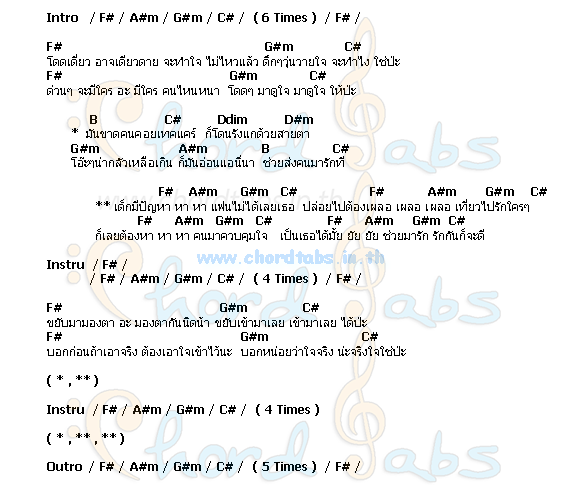 Intro / F# / A#m / G#m / C# / ( 6 Times ) / F# /
F# G#m C#
โดดเดี่ยว อาจเดียวดาย จะทำใจ ไม่ไหวแล้ว ดึกๆวุ่นวายใจ จะทำไง ใช่ป่ะ
F# G#m C#
ด่วนๆ จะมีใคร อะ มีใคร คนไหนหนา โดดๆ มาดูใจ มาดูใจ ให้ป่ะ
B C# Ddim D#m
* มันขาดคนคอยเทคแคร์ ก็โดนรังแกด้วยสายตา
G#m A#m B C#
โอ๊ะๆน่ากลัวเหลือเกิน ก็มันอ่อนแอนี่นา ช่วยส่งคนมารักที
F# A#m G#m C# F# A#m G#m C#
** เด็กมีปัญหา หา หา แฟนไม่ได้เลยเธอ ปล่อยไปต้องเผลอ เผลอ เผลอ เที่ยวไปรักใครๆ
F# A#m G#m C# F# A#m G#m C#
ก็เลยต้องหา หา หา คนมาควบคุมใจ เป็นเธอได้มั้ย ยัย ยัย ช่วยมารัก รักกันก็จะดี
www.chordtabs.in.th
Instru / F# /
/ F# / A#m / G#m / C# / ( 4 Times ) / F# /
F# G#m C#
ขยับมามองตา อะ มองตากันนิดน้า ขยับเข้ามาเลย เข้ามาเลย ได้ป่ะ
F# G#m C#
บอกก่อนถ้าเอาจริง ต้องเอาใจเข้าไว้นะ บอกหน่อยว่าใจจริง น่ะจริงใจใช่ป่ะ
( * , ** )
Instru / F# / A#m / G#m / C# / ( 4 Times )
( * , ** , ** )
Outro / F# / A#m / G#m / C# / ( 5 Times ) / F# /